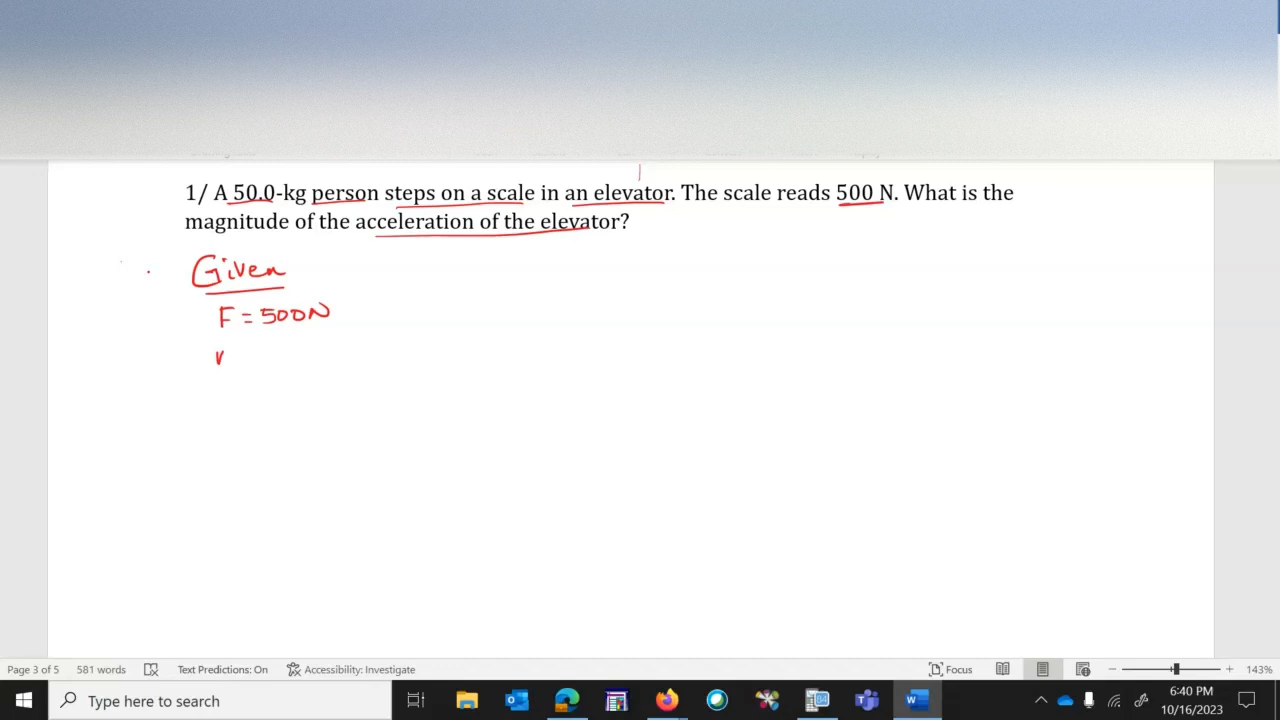 1/ A 50.0-kg person steps on a scale in an elevator. The scale reads 500 N. What is the
magnitude of the acceleration of the elevator?
Given
F = 500N
Page 3 of 5 581 words Text Predictions: On Accessibility: Investigate Focus 143%
Type here to search
6:40 PM
10/16/2023